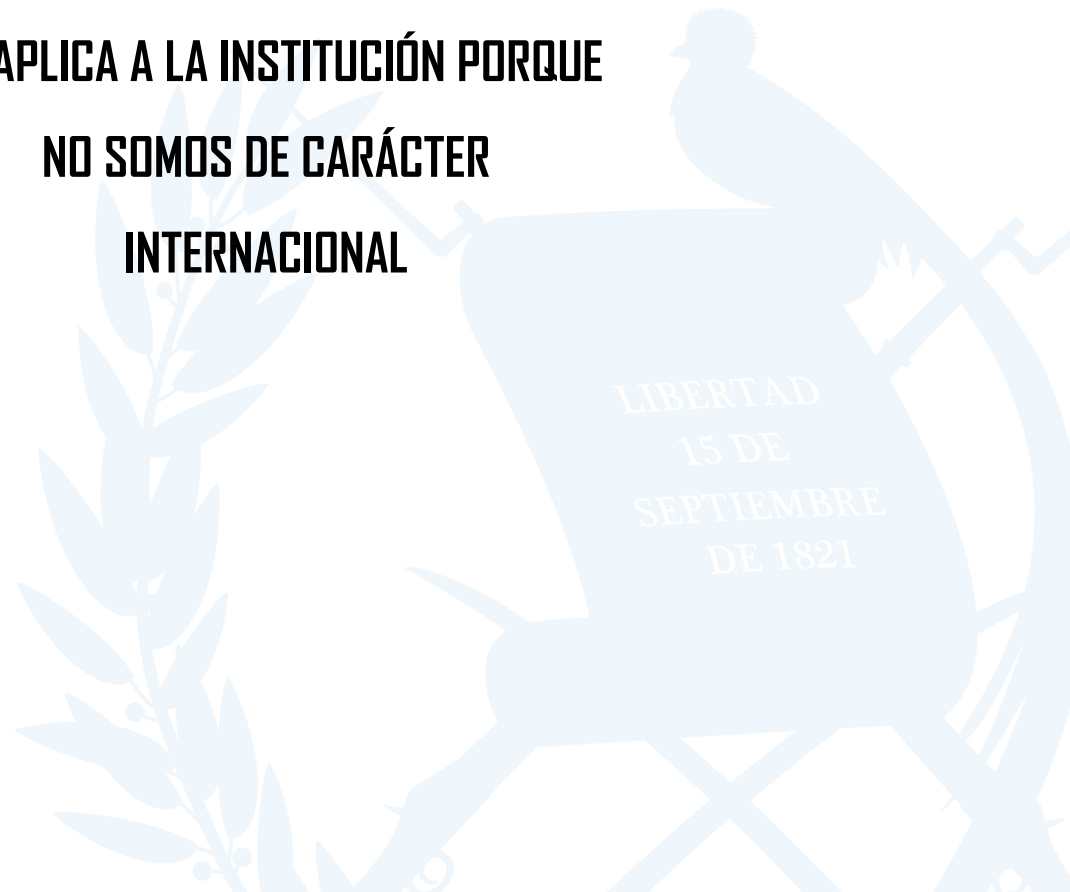 APLICA A LA INSTITUCIÓN PORQUE
NO SOMOS DE CARÁCTER
INTERNACIONAL
LIBERTAD
15 DE
SEPTIEMBRE
DE 1821